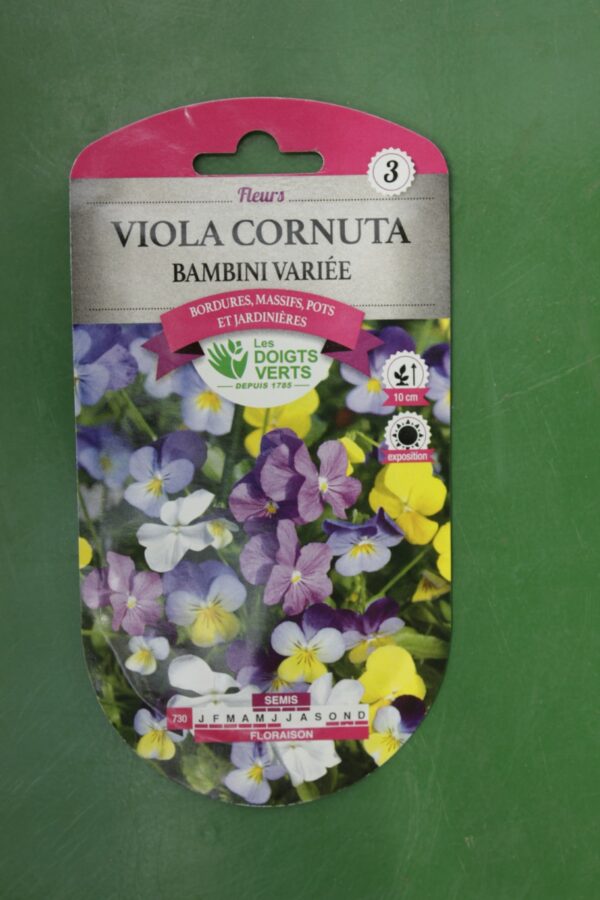 3
Fleurs
VIOLA CORNUTA
BAMBINI VARIÉE
BORDURES, MASSIFS, POTS
ET JARDINIÈRES
Les
DOIGTS
VERTS
DEPUIS 1785
10 cm
exposition
SEMIS
730 J F M A M J J A S O N D
FLORAISON